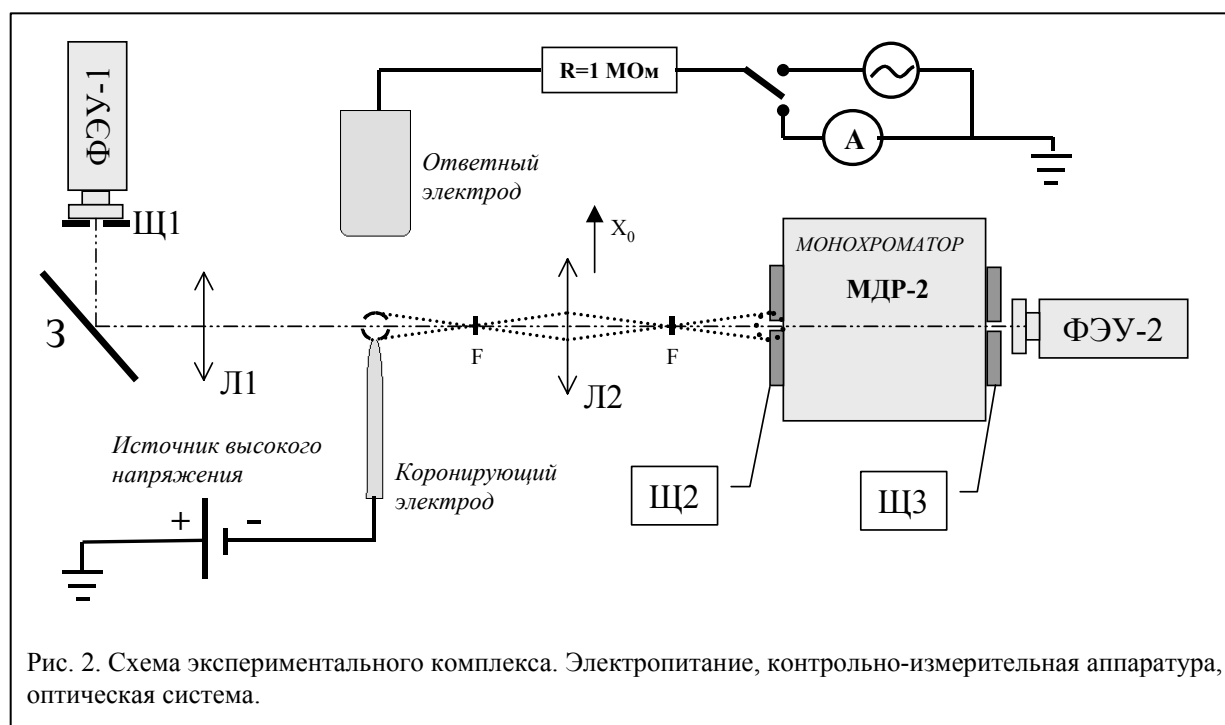 ФЭУ-1
R=1 МОм
A
Ответный
электрод
Щ1
X0
МОНОХРОМАТОР
МДР-2
ФЭУ-2
З
F
F
Л1
Л2
Источник высокого
напряжения
Коронирующий
электрод
Щ2
Щ3
+
-
Рис. 2. Схема экспериментального комплекса. Электропитание, контрольно-измерительная аппаратура,
оптическая система.